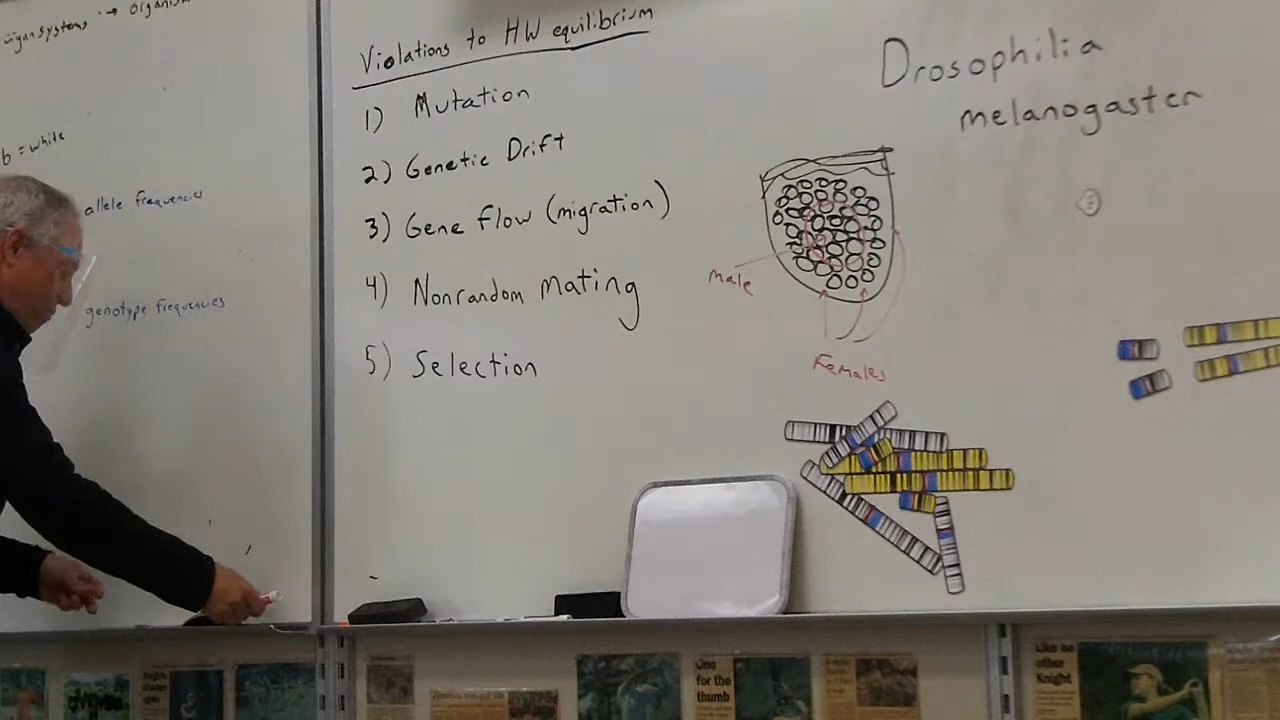 organ systems → organism
b = white
allele frequencies
genotype frequencies
Violations to HW equilibrium
1) Mutation
2) Genetic Drift
3) Gene Flow (migration)
4) Nonrandom Mating
5) Selection
Drosophilia
melanogaster
male
Females
One
for the
thumb
Like no
other
Knight